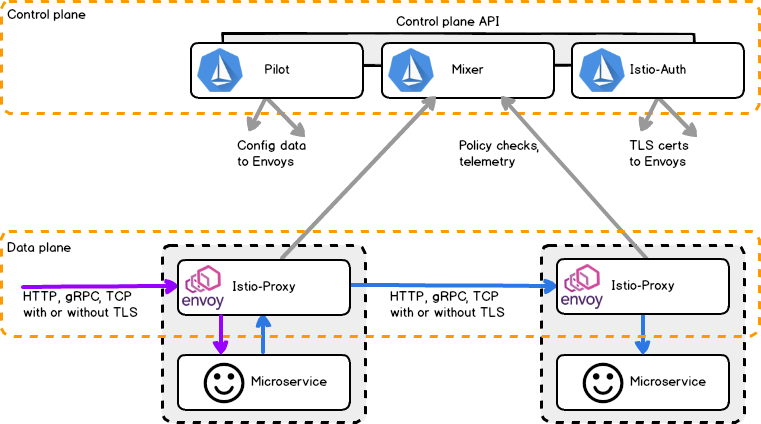 Control plane
Control plane API
Pilot
Mixer
Istio-Auth
Config data
to Envoys
Policy checks,
telemetry
TLS certs
to Envoys
Data plane
Istio-Proxy
envoy
HTTP, gRPC, TCP
with or without TLS
HTTP, gRPC, TCP
with or without TLS
Istio-Proxy
envoy
Microservice
Microservice